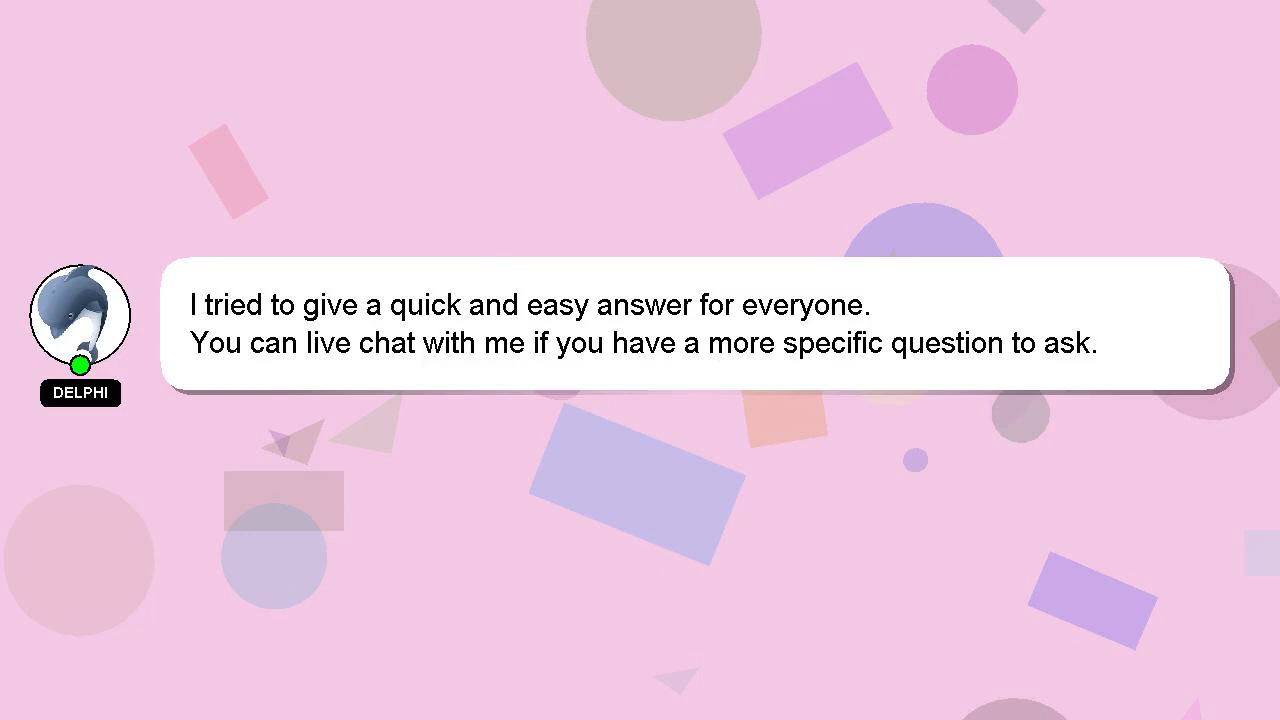 I tried to give a quick and easy answer for everyone.
You can live chat with me if you have a more specific question to ask.
DELPHI